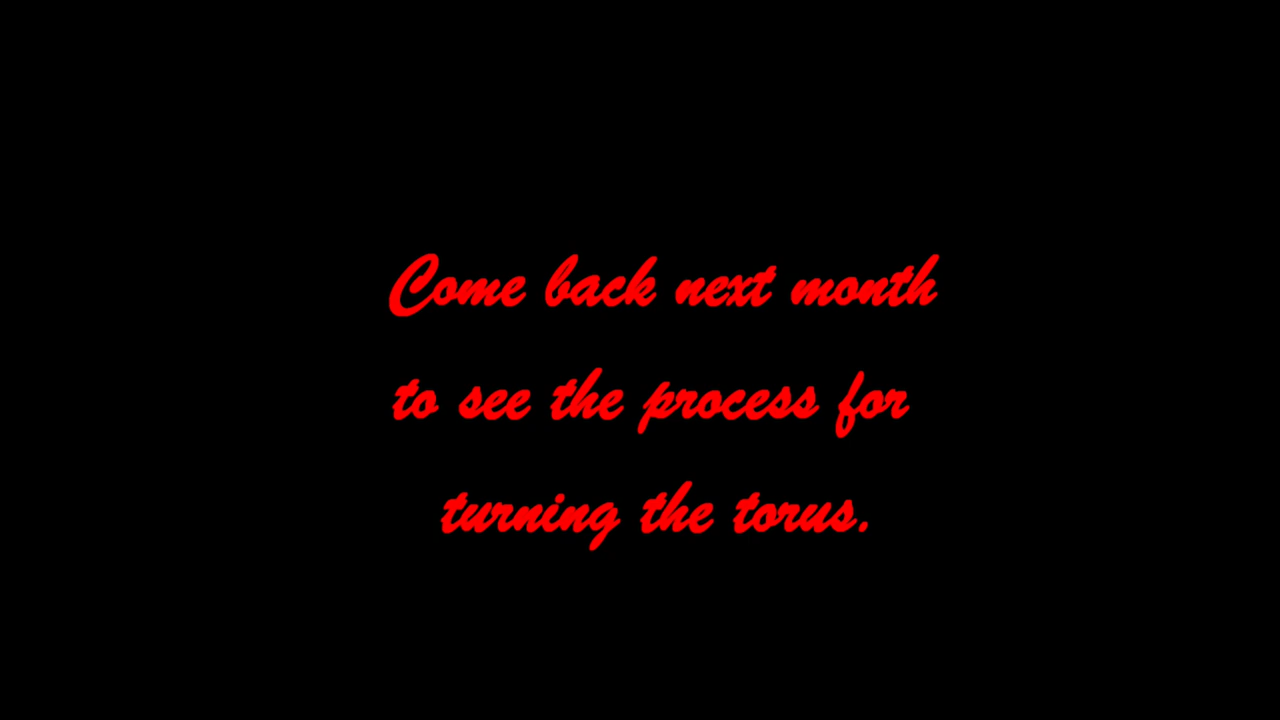 Come back next month
to see the process for
turning the torus.